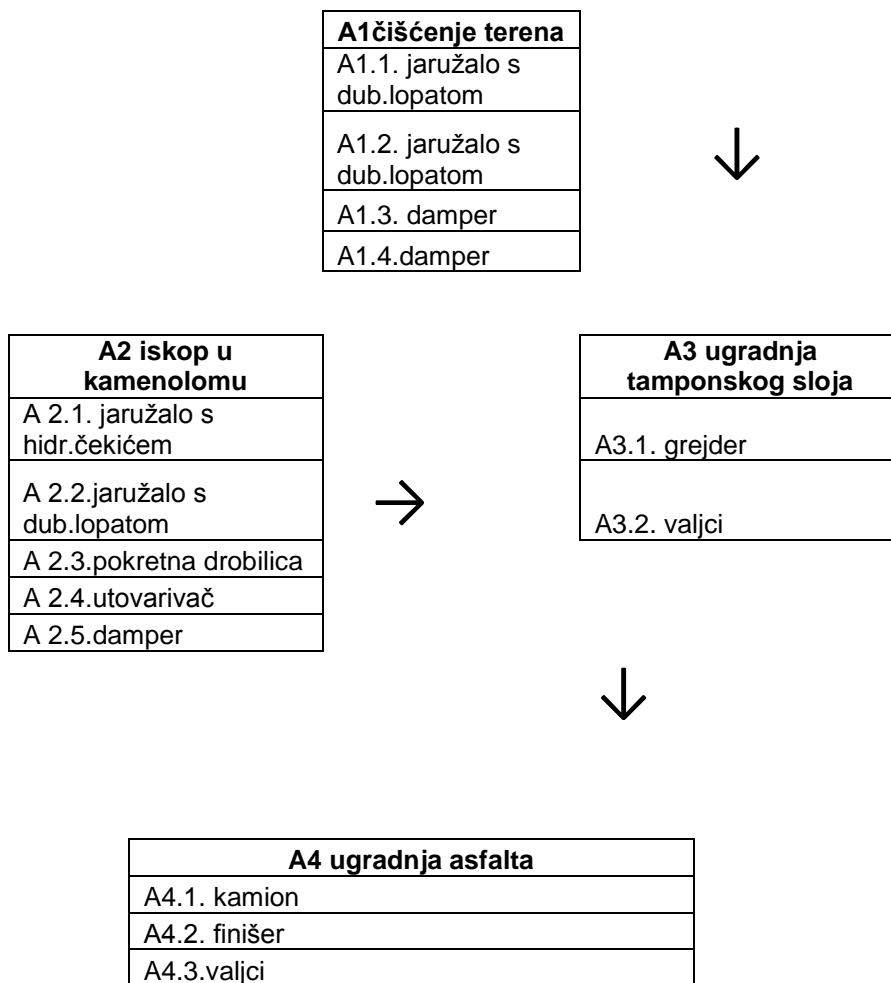 A1čišćenje terena
A1.1. jaružalo s
dub.lopatom
A1.2. jaružalo s
dub.lopatom
A1.3. damper
A1.4.damper
A2 iskop u
kamenolomu
A 2.1. jaružalo s
hidr.čekićem
A 2.2.jaružalo s
dub.lopatom
A 2.3.pokretna drobilica
A 2.4.utovarivač
A 2.5.damper
A3 ugradnja
tamponskog sloja
A3.1. grejder
A3.2. valjci
A4 ugradnja asfalta
A4.1. kamion
A4.2. finišer
A4.3.valjci